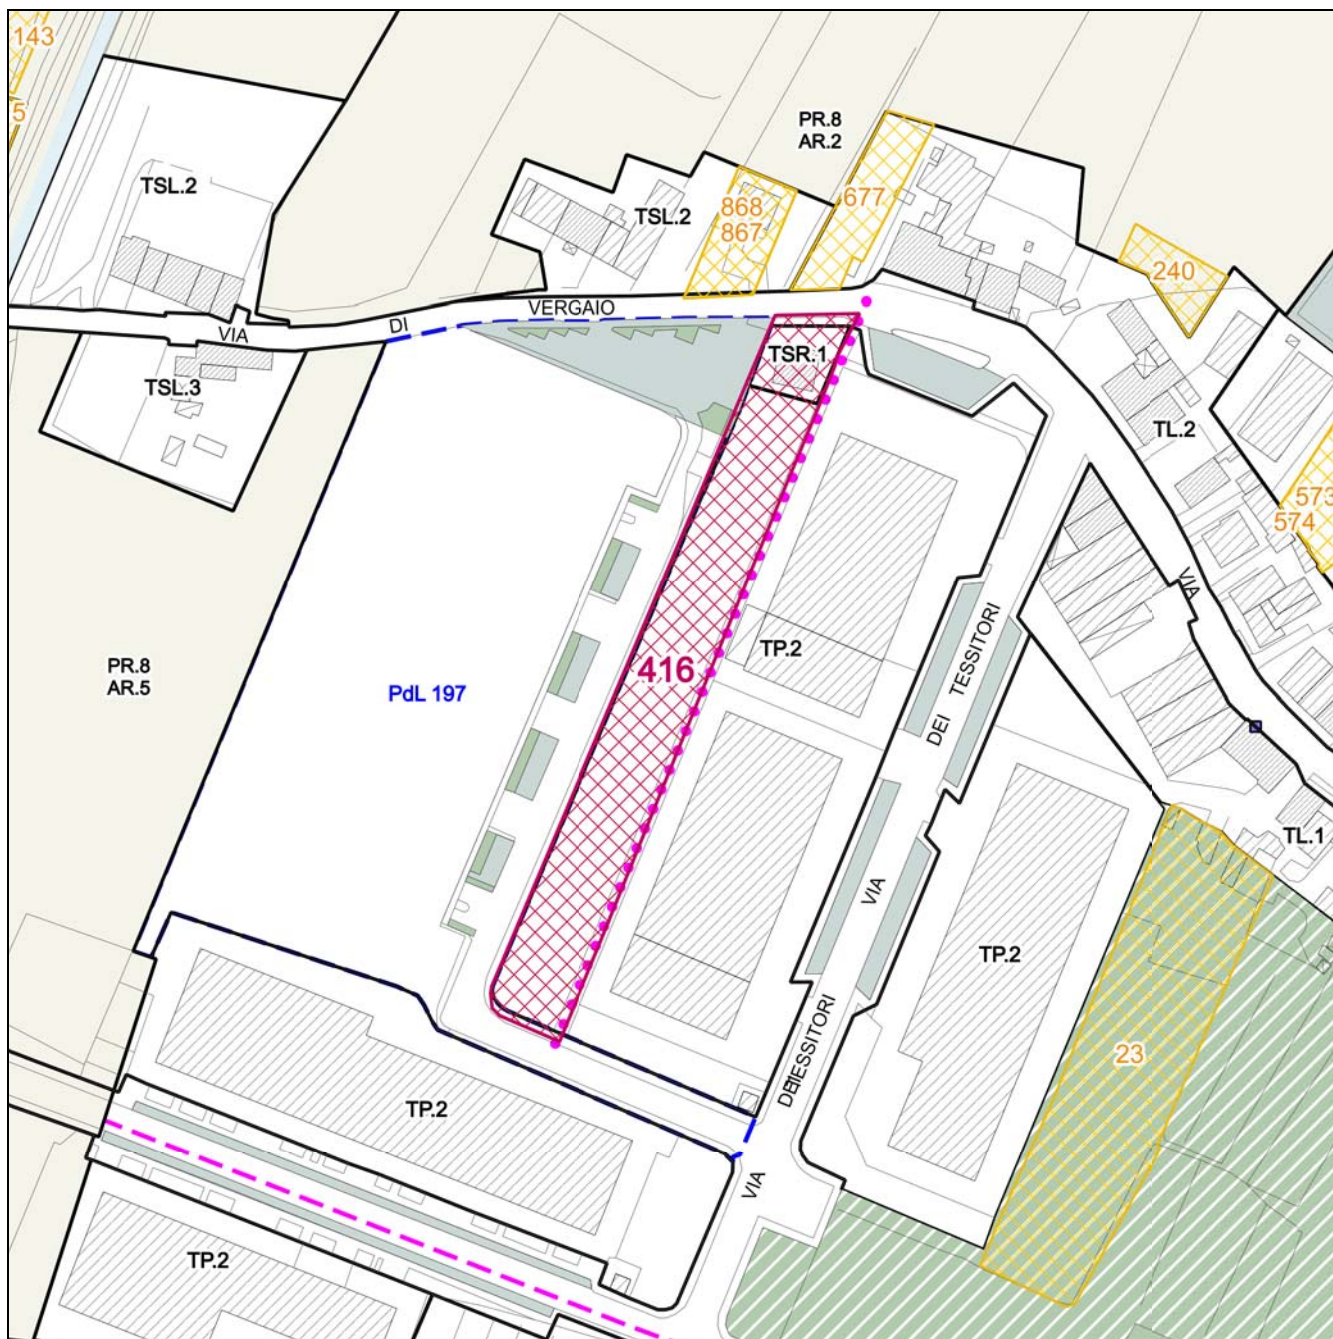 143
5
PR.8
AR.2
TSL.2
TSL.2
868
867
677
240
VIA
DI
VERGAIO
TSR.1
TSL.3
TL.2
573
574
VIA
416
TP.2
DEI TESSITORI
PR.8
AR.5
PdL 197
TL.1
VIA
TP.2
DEI
TESSITORI
23
TP.2
VIA
TP.2